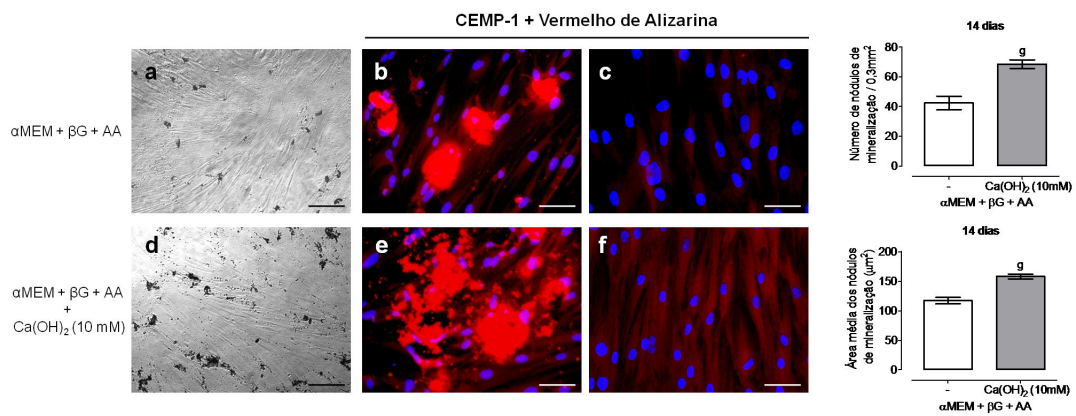 CEMP-1 + Vermelho de Alizarina
αMEM + βG + AA
a
b
c
αMEM + βG + AA
+
Ca(OH)2 (10 mM)
d
e
f
14 dias
Número de nódulos de
mineralização / 0,3mm2
80
60
40
20
0
g
-
Ca(OH)2 (10mM)
αMEM + βG + AA
14 dias
Área média dos nódulos
de mineralização (μm2)
200
150
100
50
0
g
-
Ca(OH)2 (10mM)
αMEM + βG + AA